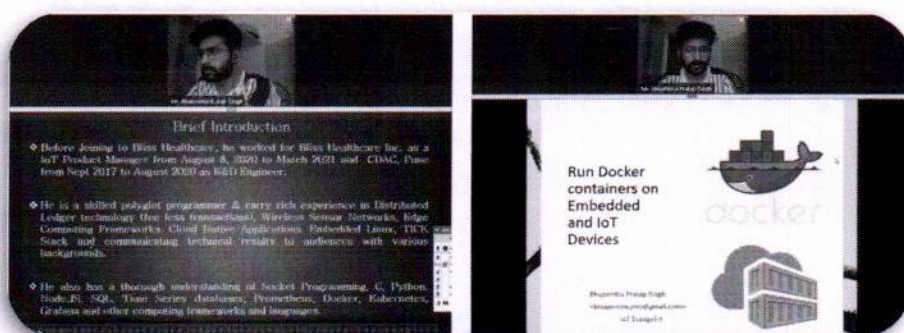 Brief Introduction
❖ Before Joining to Bliss Healthcare, he worked for Bliss Healthcare Inc. as a
IoT Product Manager from August 8, 2020 to March 2021 and CDAC, Pune
from Sept 2017 to August 2020 as R&D Engineer.
❖ He is a skilled polyglot programmer & carry rich experience in Distributed
Ledger technology (fee less transactions), Wireless Sensor Networks, Edge
Computing Frameworks, Cloud Native Applications, Embedded Linux, TICK
Stack and communicating technical results to audiences with various
backgrounds.
❖ He also has a thorough understanding of Socket Programming, C, Python,
NodeJS, SQL, Time Series databases, Prometheus, Docker, Kubernetes,
Grafana and other computing frameworks and languages.
Run Docker
containers on
Embedded
and IoT
Devices
docker
Bhupendra Pratap Singh
IoT Evangelist